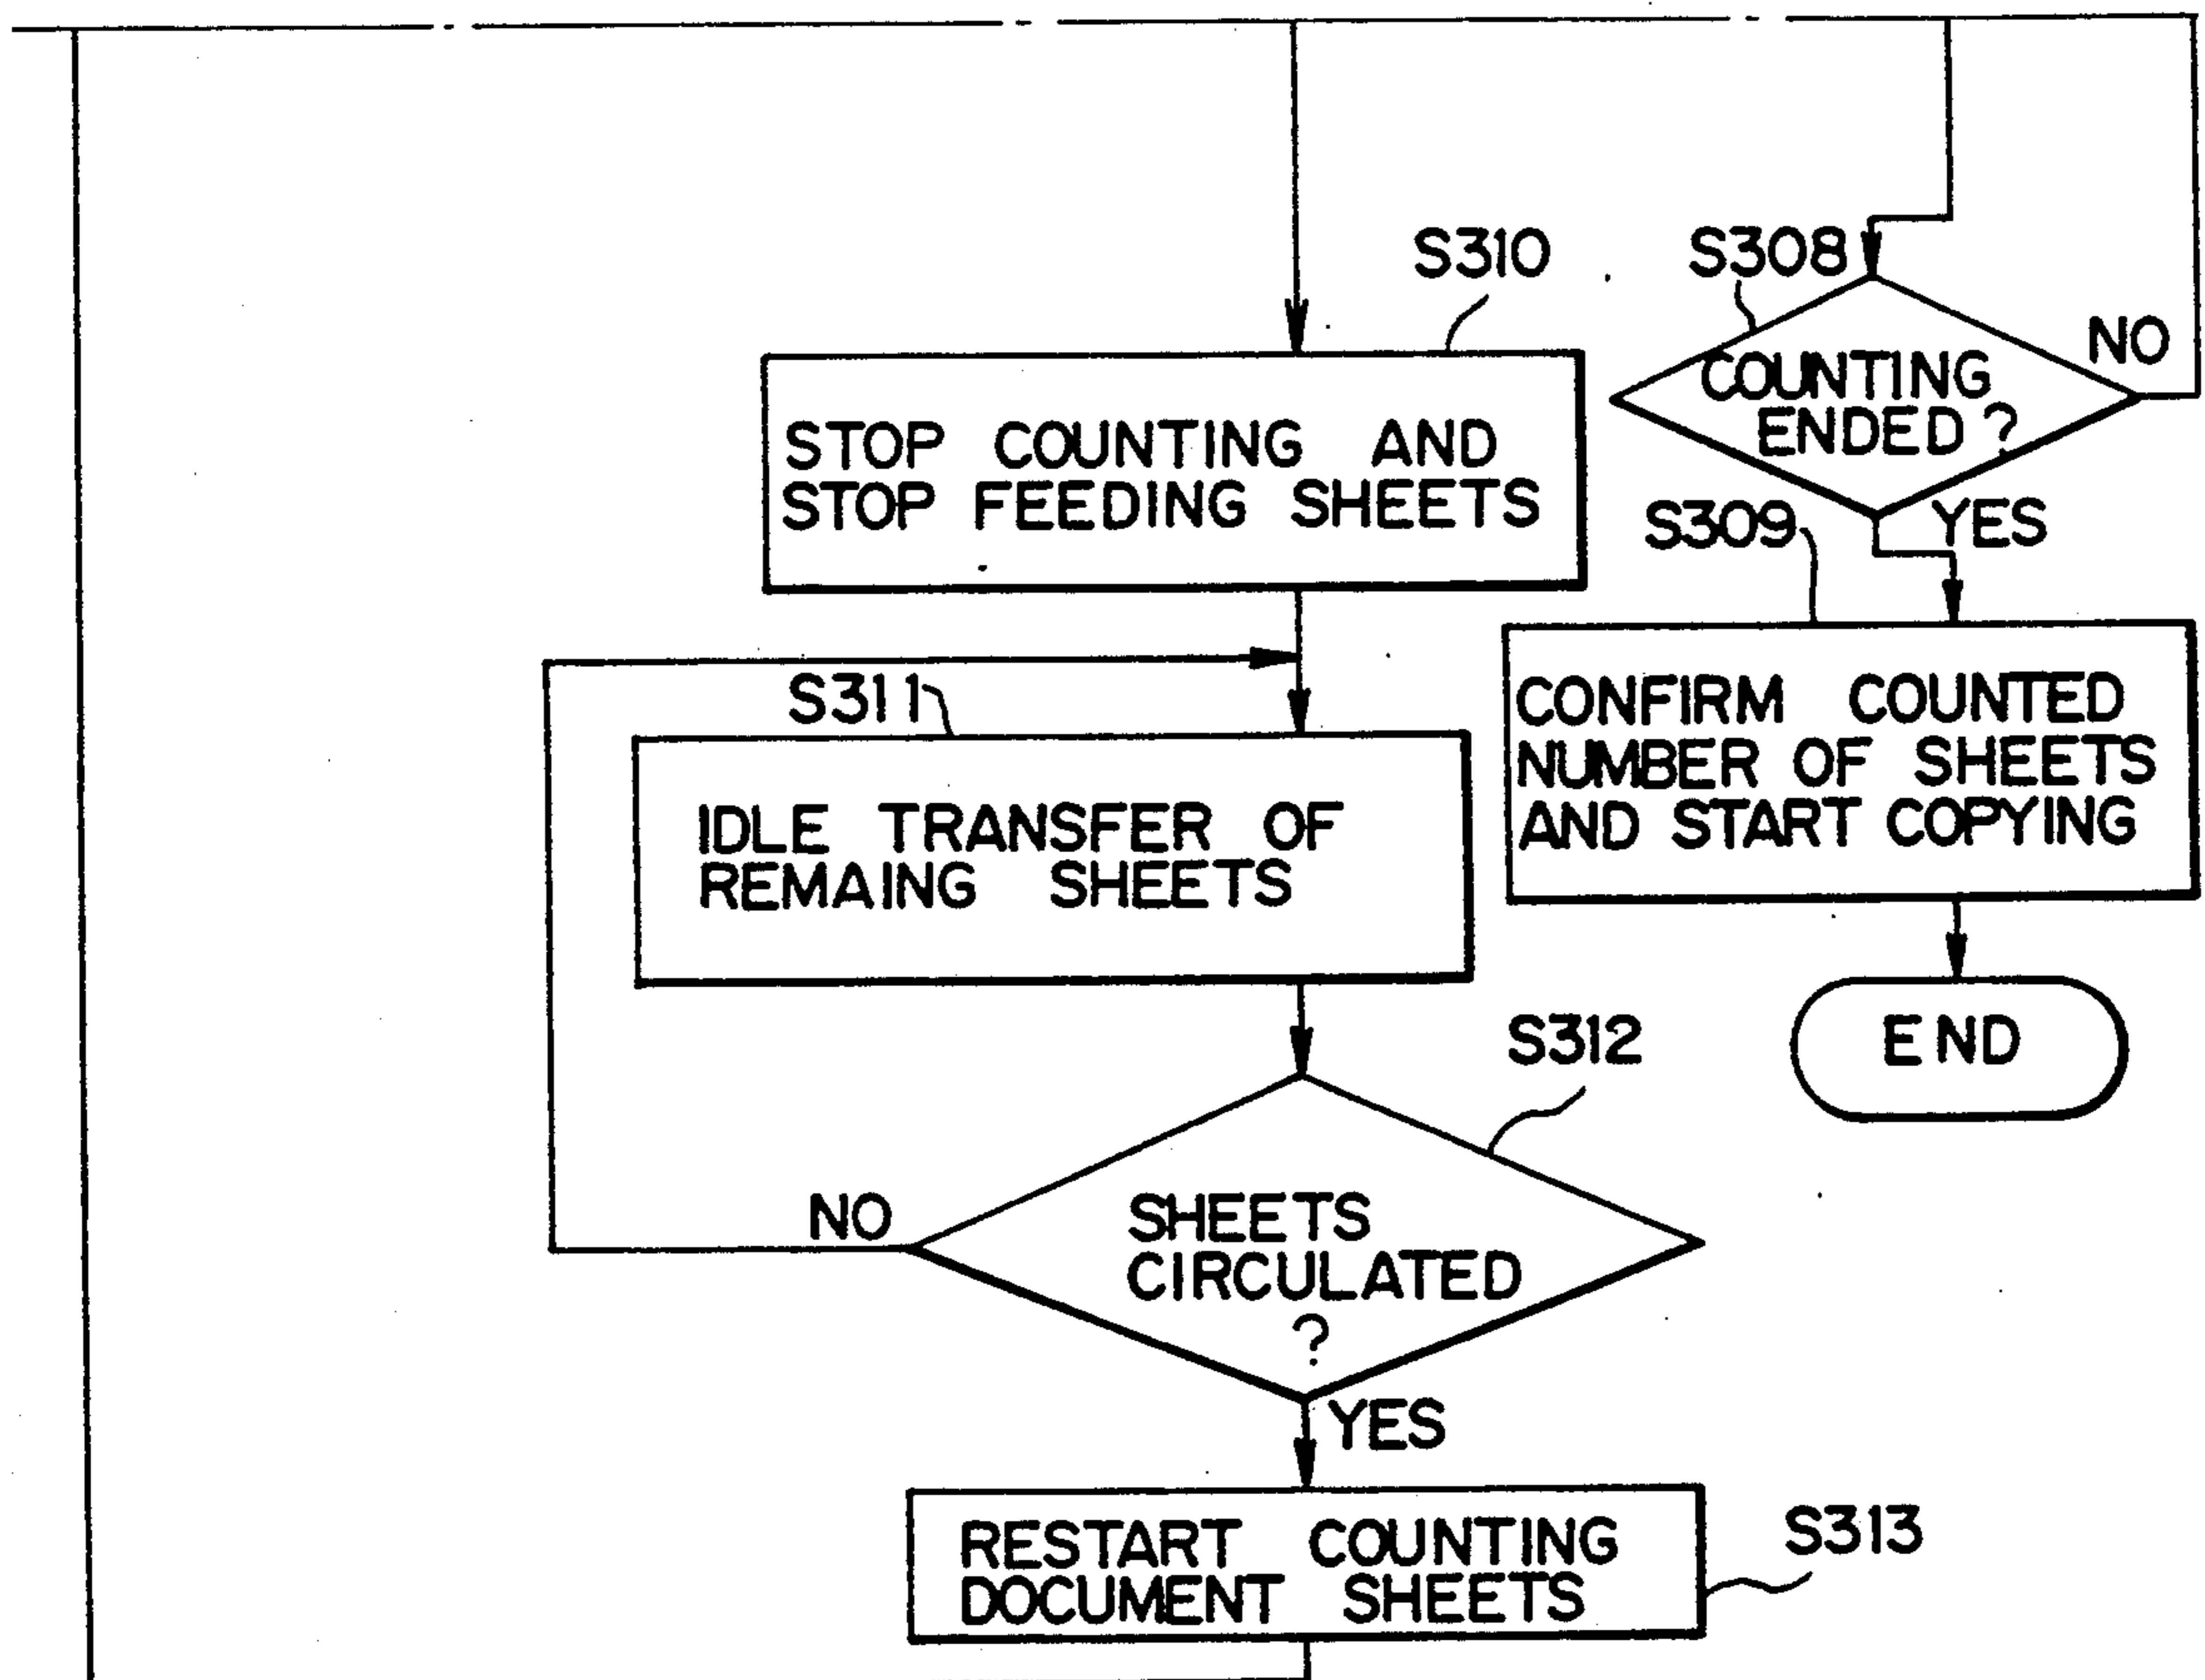 S310
STOP COUNTING AND
STOP FEEDING SHEETS
S308
COUNTING
ENDED?
NO
YES
S309
CONFIRM COUNTED
NUMBER OF SHEETS
AND START COPYING
END
S311
IDLE TRANSFER OF
REMAING SHEETS
S312
SHEETS
CIRCULATED
?
NO
YES
RESTART COUNTING
DOCUMENT SHEETS
S313